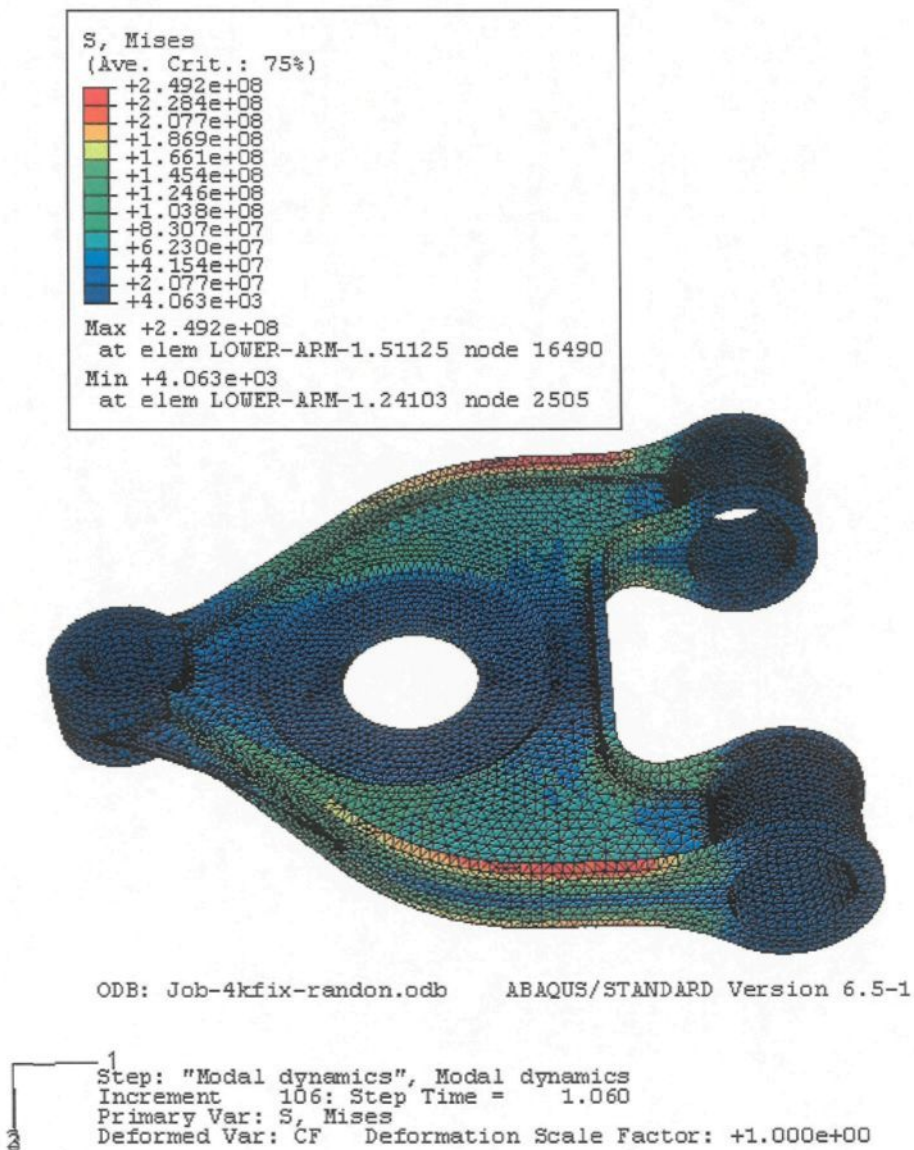 S, Mises
(Ave. Crit.: 75%)
+2.492e+08
+2.284e+08
+2.077e+08
+1.869e+08
+1.661e+08
+1.454e+08
+1.246e+08
+1.038e+08
+8.307e+07
+6.230e+07
+4.154e+07
+2.077e+07
+4.063e+03
Max +2.492e+08
at elem LOWER-ARM-1.51125 node 16490
Min +4.063e+03
at elem LOWER-ARM-1.24103 node 2505
ODB: Job-4kfix-randon.odb ABAQUS/STANDARD Version 6.5-1
1
Step: "Modal dynamics", Modal dynamics
Increment 106: Step Time = 1.060
Primary Var: S, Mises
Deformed Var: CF Deformation Scale Factor: +1.000e+00